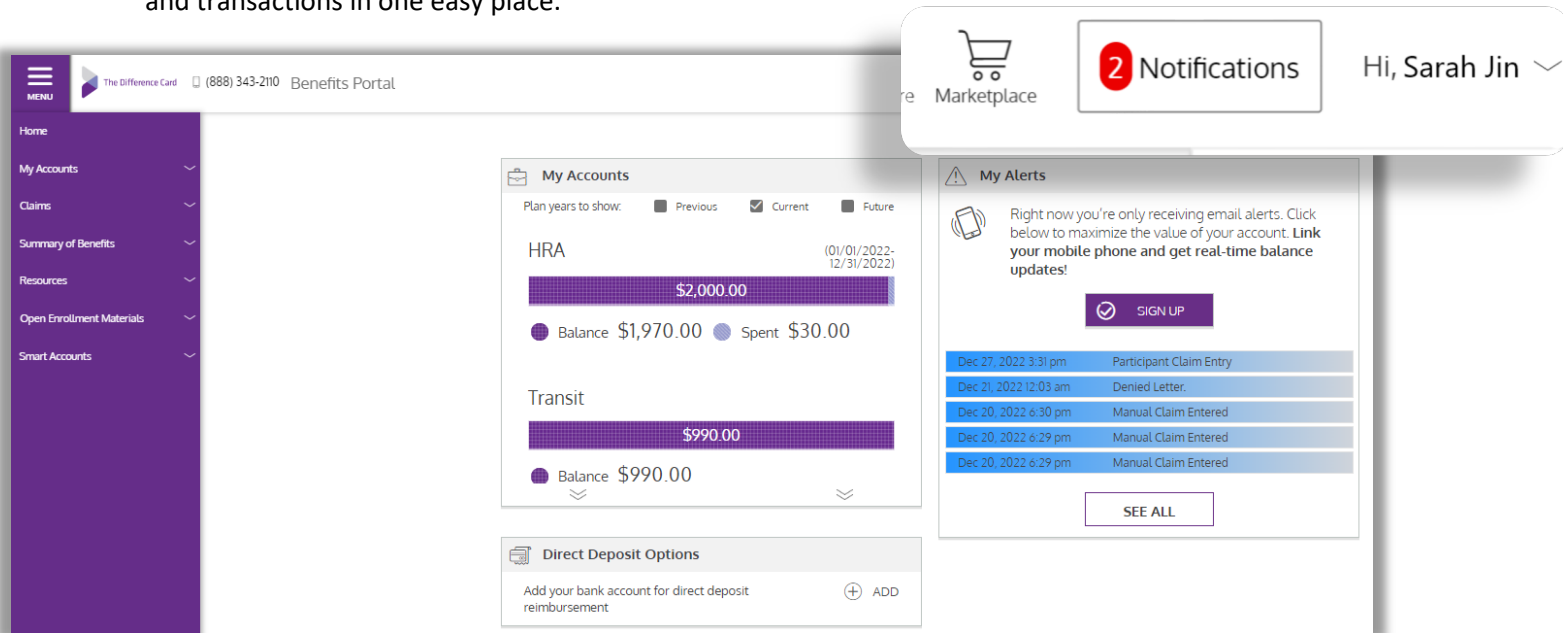 and transactions in one easy place.
MENU
The Difference Card (888) 343-2110 Benefits Portal
re Marketplace
2 Notifications
Hi, Sarah Jin
Home
My Accounts
Claims
Summary of Benefits
Resources
Open Enrollment Materials
Smart Accounts
My Accounts
Plan years to show: Previous Current Future
HRA
(01/01/2022-
12/31/2022)
$2,000.00
Balance $1,970.00 Spent $30.00
Transit
$990.00
Balance $990.00
Direct Deposit Options
Add your bank account for direct deposit
reimbursement
ADD
My Alerts
Right now you're only receiving email alerts. Click
below to maximize the value of your account. Link
your mobile phone and get real-time balance
updates!
SIGN UP
Dec 27, 2022 3:31 pm Participant Claim Entry
Dec 21, 2022 12:03 am Denied Letter.
Dec 20, 2022 6:30 pm Manual Claim Entered
Dec 20, 2022 6:29 pm Manual Claim Entered
Dec 20, 2022 6:29 pm Manual Claim Entered
SEE ALL